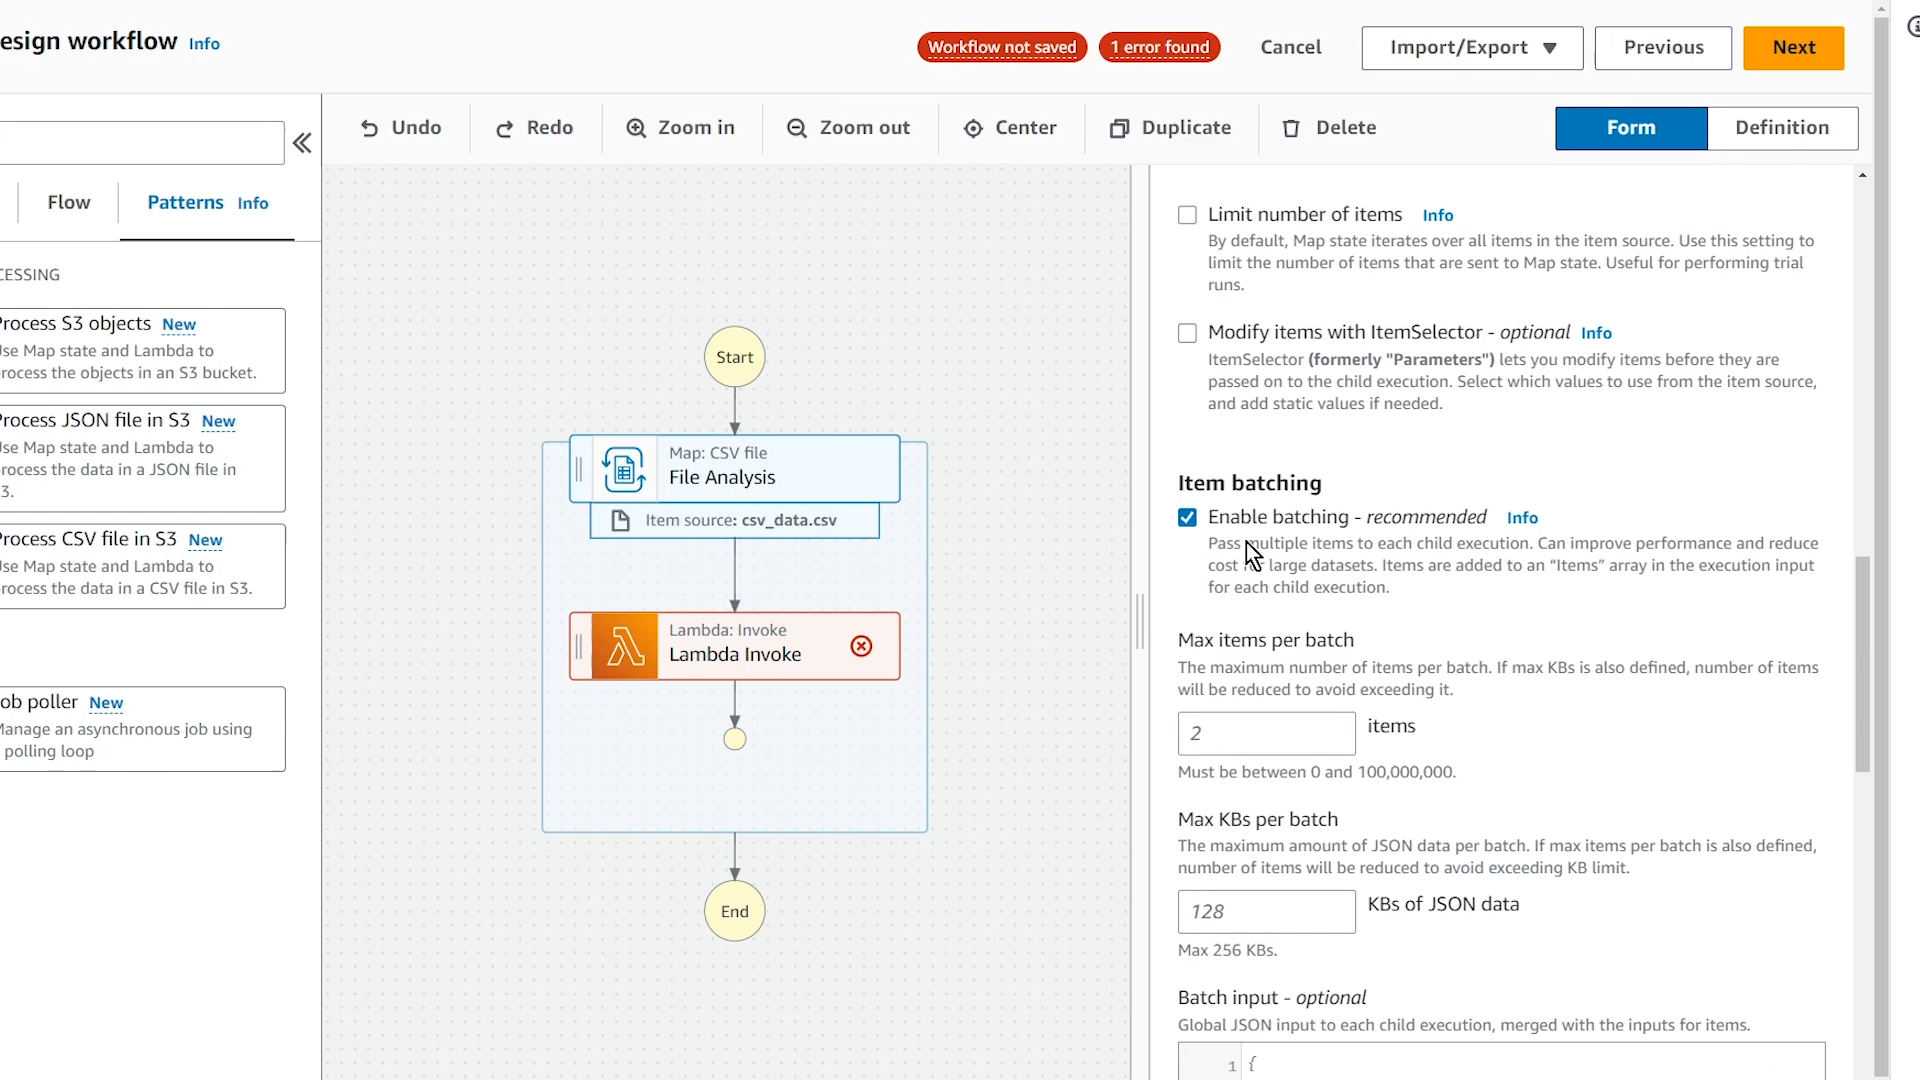 esign workflow Info
Workflow not saved
1 error found
Cancel
Import/Export
Previous
Next
Undo
Redo
Zoom in
Zoom out
Center
Duplicate
Delete
Form
Definition
Flow
Patterns Info
CESSING
Process S3 objects New
Use Map state and Lambda to
rocess the objects in an S3 bucket.
Process JSON file in S3 New
Use Map state and Lambda to
rocess the data in a JSON file in
3.
Process CSV file in S3 New
Use Map state and Lambda to
rocess the data in a CSV file in S3.
ob poller New
Manage an asynchronous job using
polling loop
Start
Map: CSV file
File Analysis
Item source: csv_data.csv
Lambda: Invoke
Lambda Invoke
End
Limit number of items Info
By default, Map state iterates over all items in the item source. Use this setting to
limit the number of items that are sent to Map state. Useful for performing trial
runs.
Modify items with ItemSelector - optional Info
ItemSelector (formerly "Parameters") lets you modify items before they are
passed on to the child execution. Select which values to use from the item source,
and add static values if needed.
Item batching
Enable batching - recommended Info
Pass multiple items to each child execution. Can improve performance and reduce
cost for large datasets. Items are added to an “Items” array in the execution input
for each child execution.
Max items per batch
The maximum number of items per batch. If max KBs is also defined, number of items
will be reduced to avoid exceeding it.
2 items
Must be between 0 and 100,000,000.
Max KBs per batch
The maximum amount of JSON data per batch. If max items per batch is also defined,
number of items will be reduced to avoid exceeding KB limit.
128 KBs of JSON data
Max 256 KBs.
Batch input - optional
Global JSON input to each child execution, merged with the inputs for items.
1 {